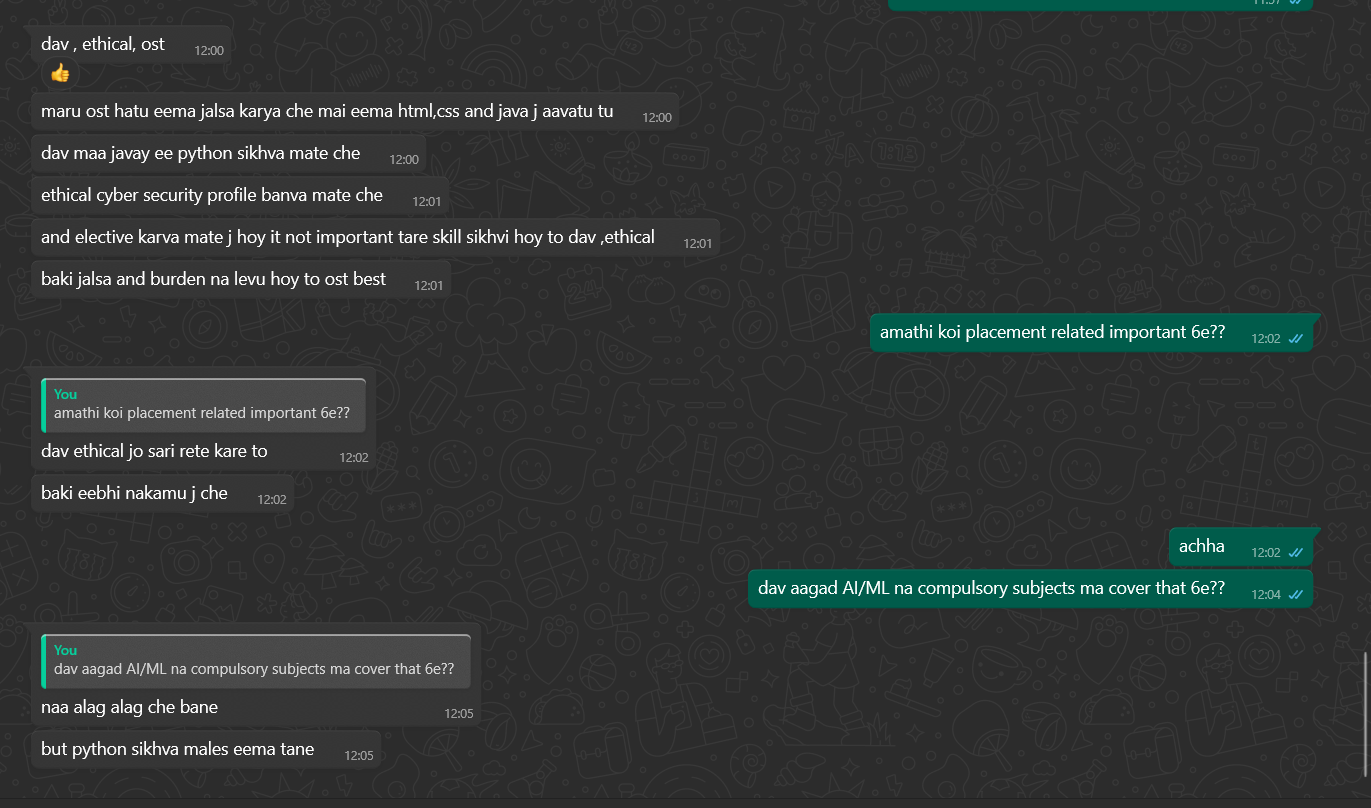 11:57
dav , ethical, ost 12:00
👍
maru ost hatu eema jalsa karya che mai eema html,css and java j aavatu tu 12:00
dav maa javay ee python sikhva mate che 12:00
ethical cyber security profile banva mate che 12:01
and elective karva mate j hoy it not important tare skill sikhvi hoy to dav ,ethical 12:01
baki jalsa and burden na levu hoy to ost best 12:01
amathi koi placement related important 6e?? 12:02
You
amathi koi placement related important 6e??
dav ethical jo sari rete kare to 12:02
baki eebhi nakamu j che 12:02
achha 12:02
dav aagad AI/ML na compulsory subjects ma cover that 6e?? 12:04
You
dav aagad AI/ML na compulsory subjects ma cover that 6e??
naa alag alag che bane 12:05
but python sikhva males eema tane 12:05